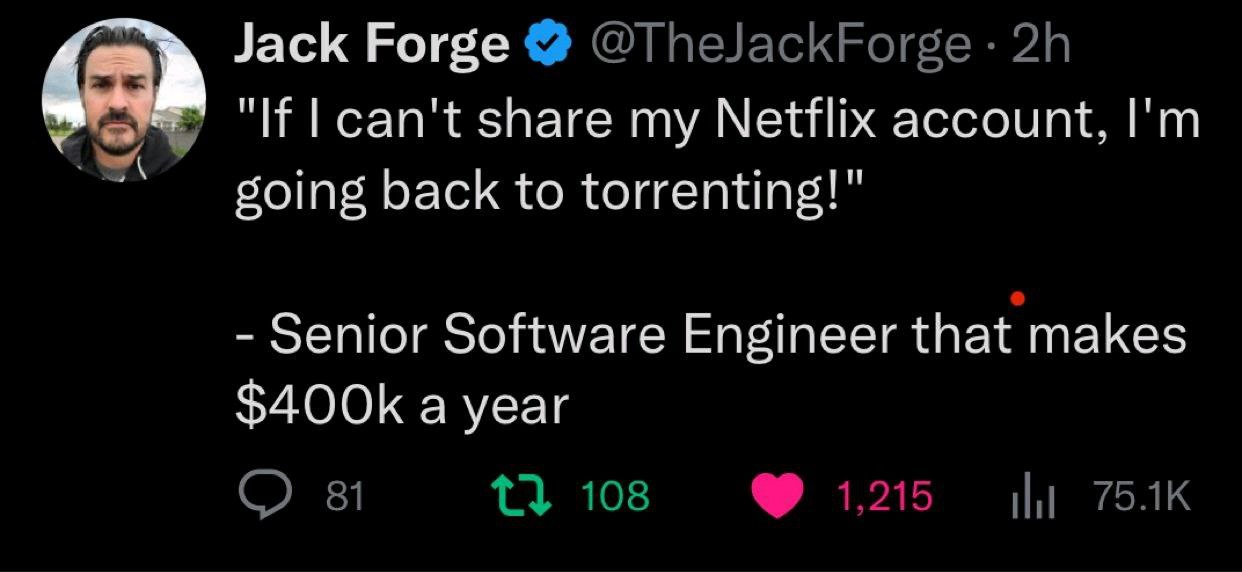 Jack Forge @TheJackForge · 2h
"If I can't share my Netflix account, I'm
going back to torrenting!"
- Senior Software Engineer that makes
$400k a year
81 108 1,215 75.1K